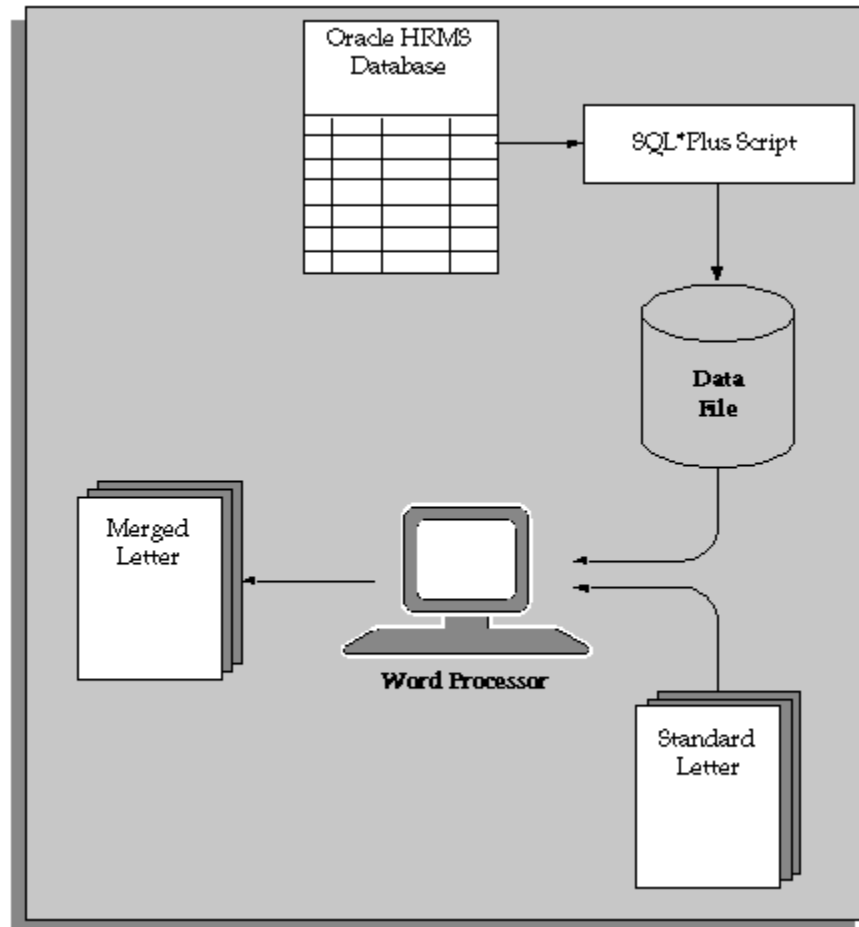 Oracle HRMS
Database
SQL*Plus Script
Data
File
Merged
Letter
Word Processor
Standard
Letter